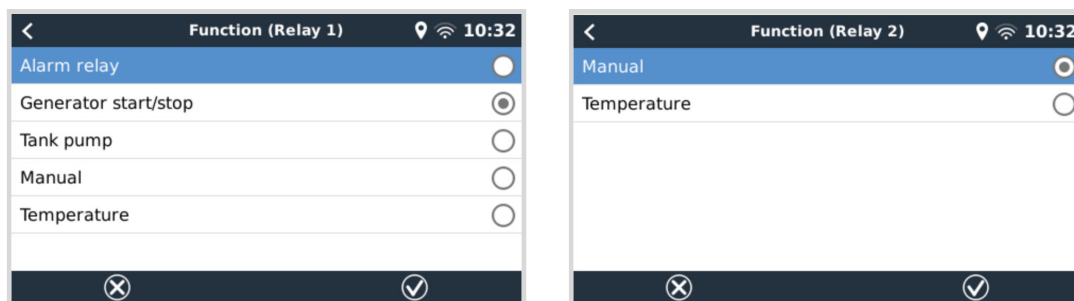 Function (Relay 1) 10:32
Alarm relay
Generator start/stop
Tank pump
Manual
Temperature
Function (Relay 2) 10:32
Manual
Temperature